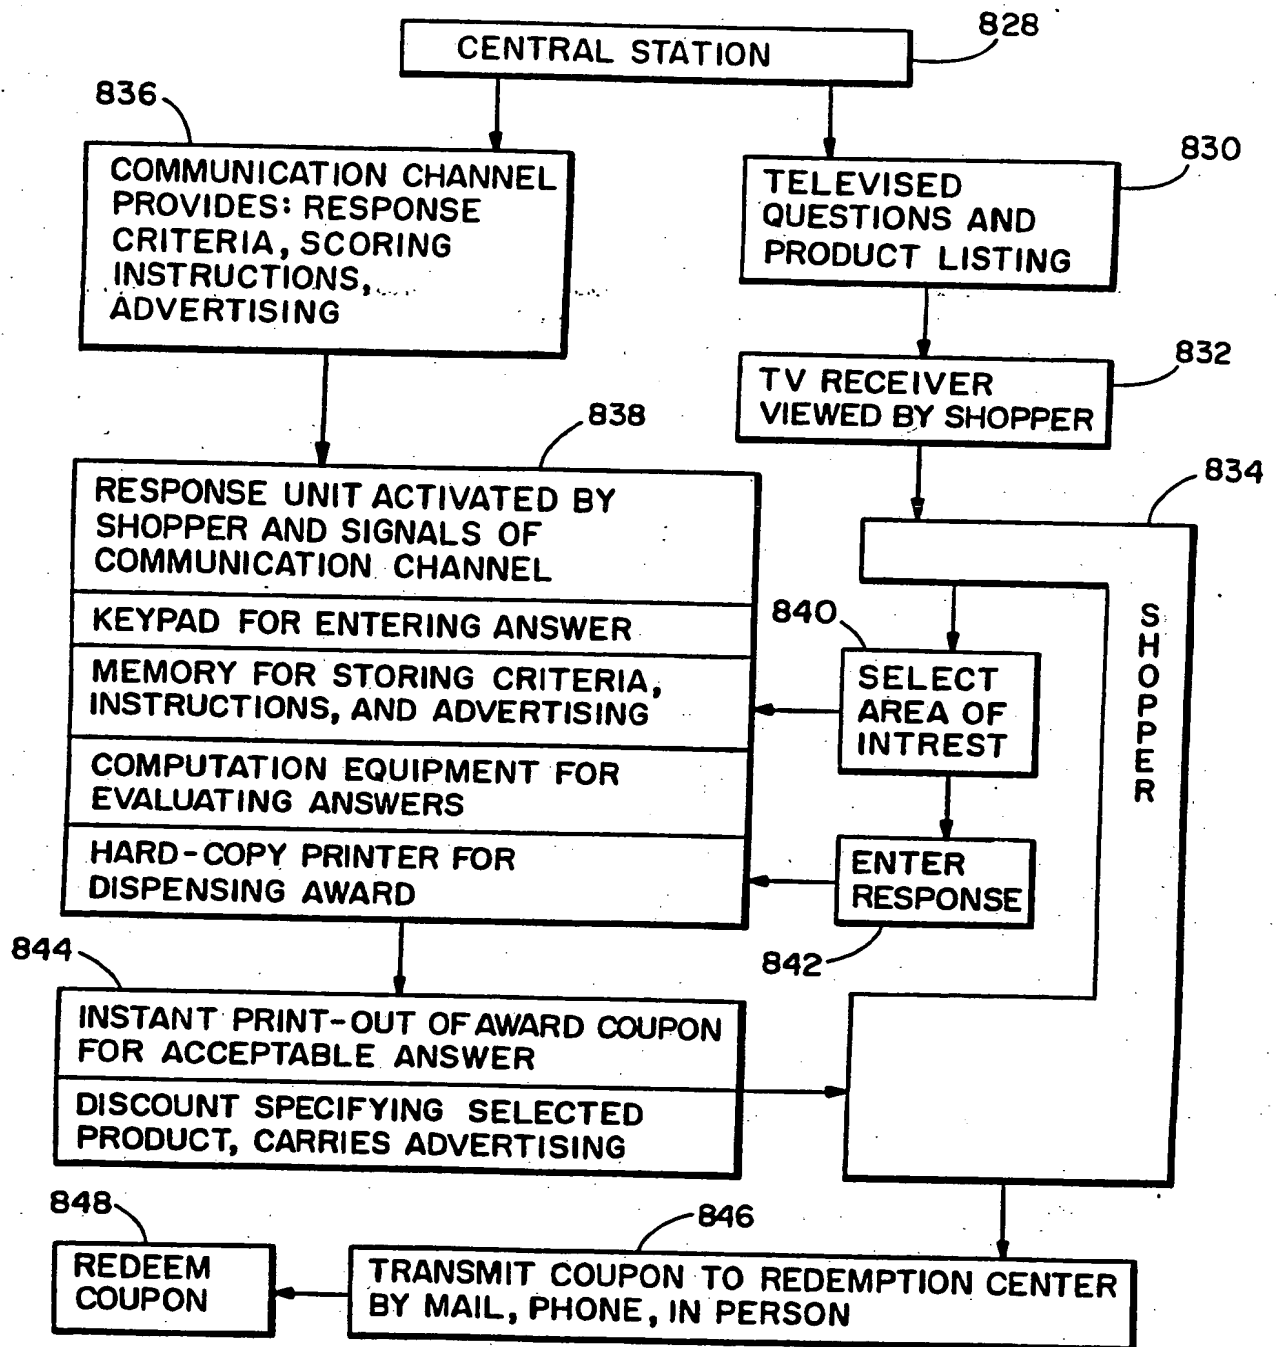 CENTRAL STATION
828
836
COMMUNICATION CHANNEL
PROVIDES: RESPONSE
CRITERIA, SCORING
INSTRUCTIONS,
ADVERTISING
830
TELEVISED
QUESTIONS AND
PRODUCT LISTING
832
TV RECEIVER
VIEWED BY SHOPPER
838
RESPONSE UNIT ACTIVATED BY
SHOPPER AND SIGNALS OF
COMMUNICATION CHANNEL
KEYPAD FOR ENTERING ANSWER
MEMORY FOR STORING CRITERIA,
INSTRUCTIONS, AND ADVERTISING
COMPUTATION EQUIPMENT FOR
EVALUATING ANSWERS
HARD-COPY PRINTER FOR
DISPENSING AWARD
834
SHOPPER
840
SELECT
AREA OF
INTREST
ENTER
RESPONSE
842
844
INSTANT PRINT-OUT OF AWARD COUPON
FOR ACCEPTABLE ANSWER
DISCOUNT SPECIFYING SELECTED
PRODUCT, CARRIES ADVERTISING
846
TRANSMIT COUPON TO REDEMPTION CENTER
BY MAIL, PHONE, IN PERSON
848
REDEEM
COUPON